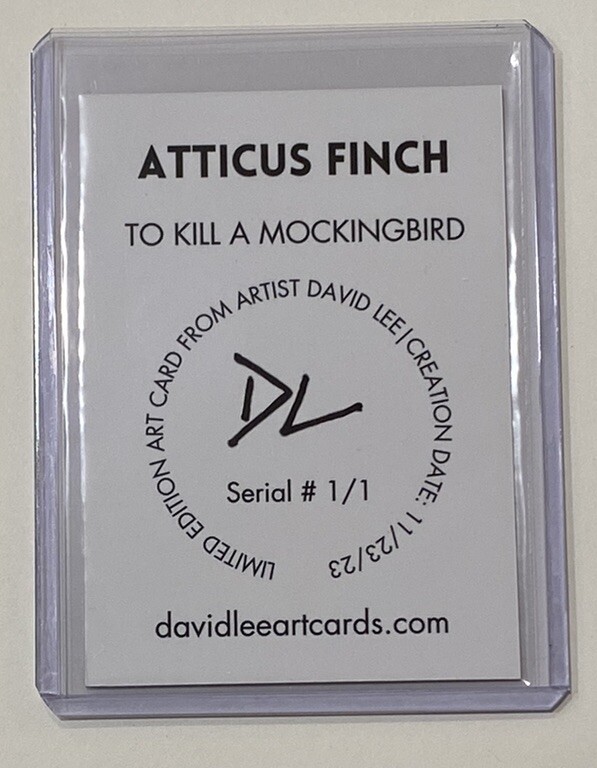 ATTICUS FINCH
TO KILL A MOCKINGBIRD
LIMITED EDITION ART CARD FROM ARTIST DAVID LEE | CREATION DATE: 11/23/23
DL
Serial # 1/1
davidleeartcards.com